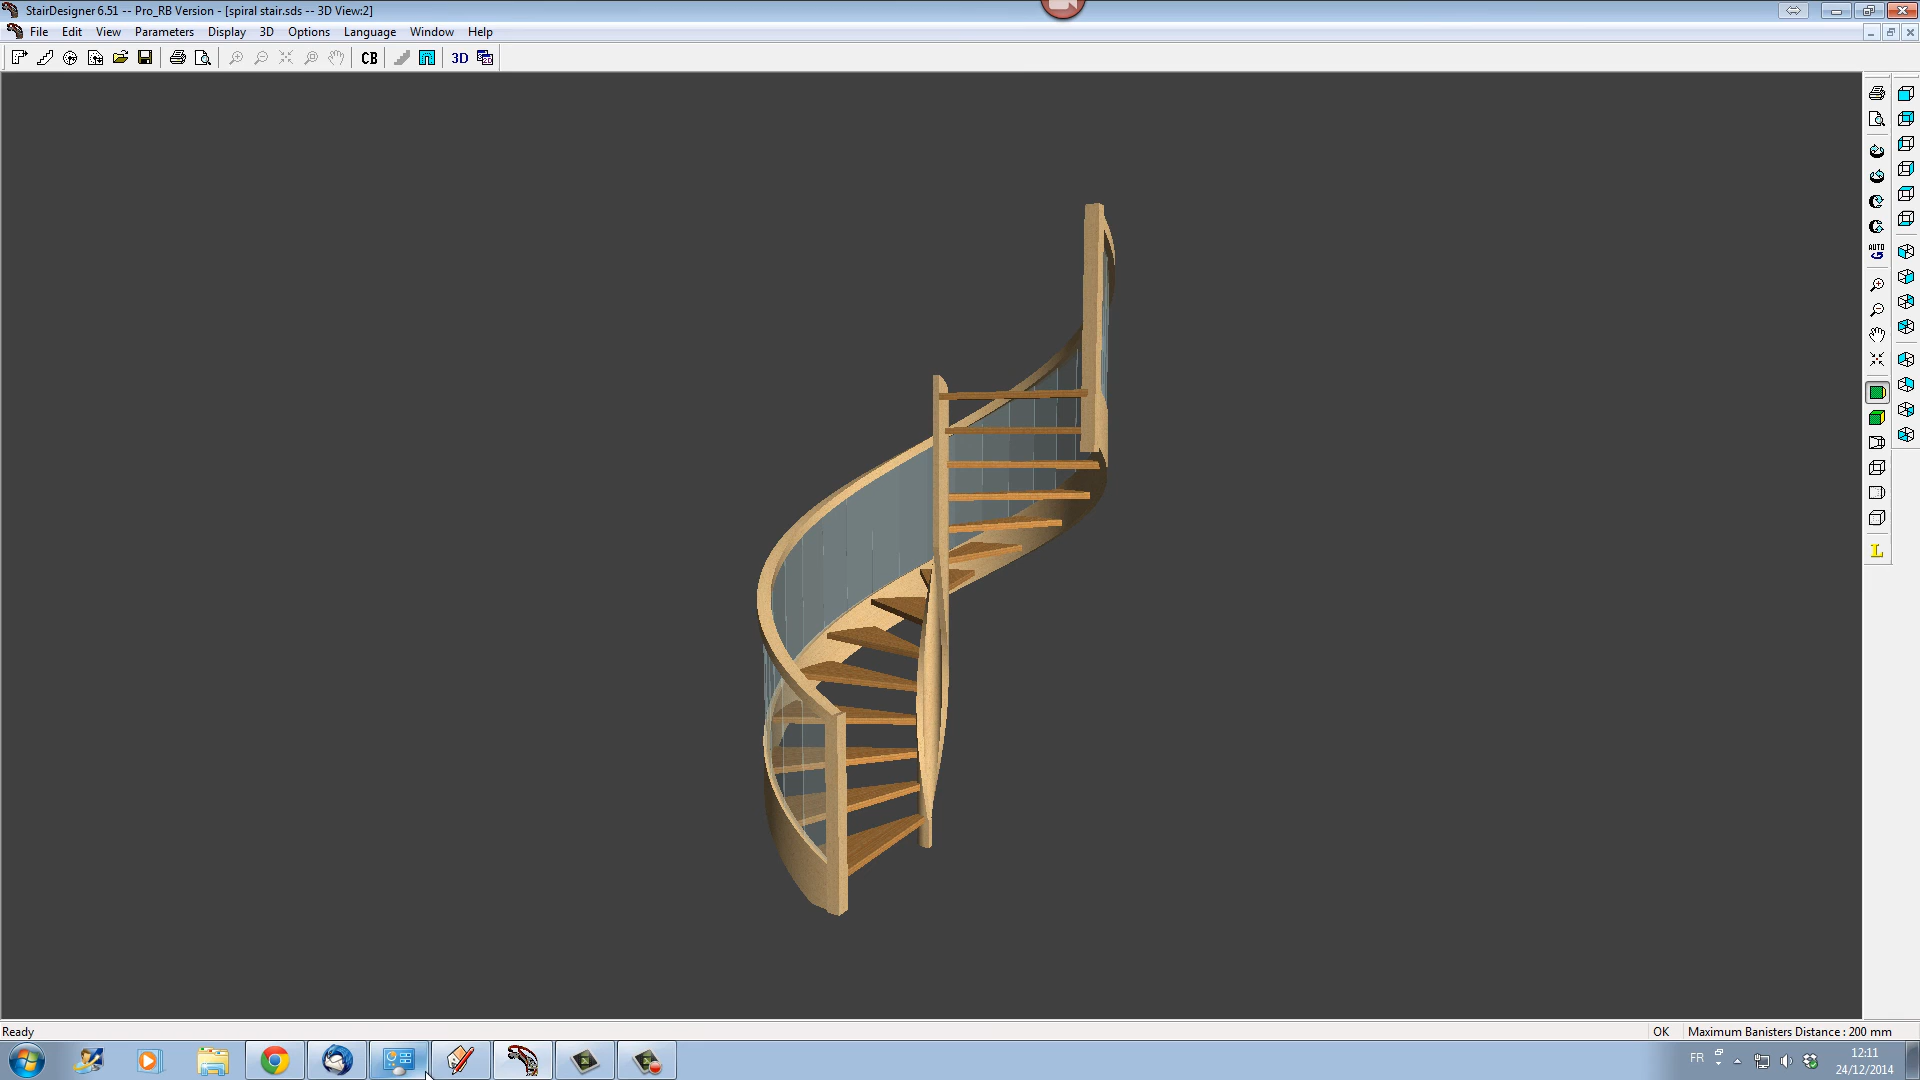 StairDesigner 6.51 -- Pro_RB Version - [spiral stair.sds -- 3D View:2]
File Edit View Parameters Display 3D Options Language Window Help
CB 3D
AUTO
L
Ready OK Maximum Banisters Distance : 200 mm
FR 12:11
24/12/2014